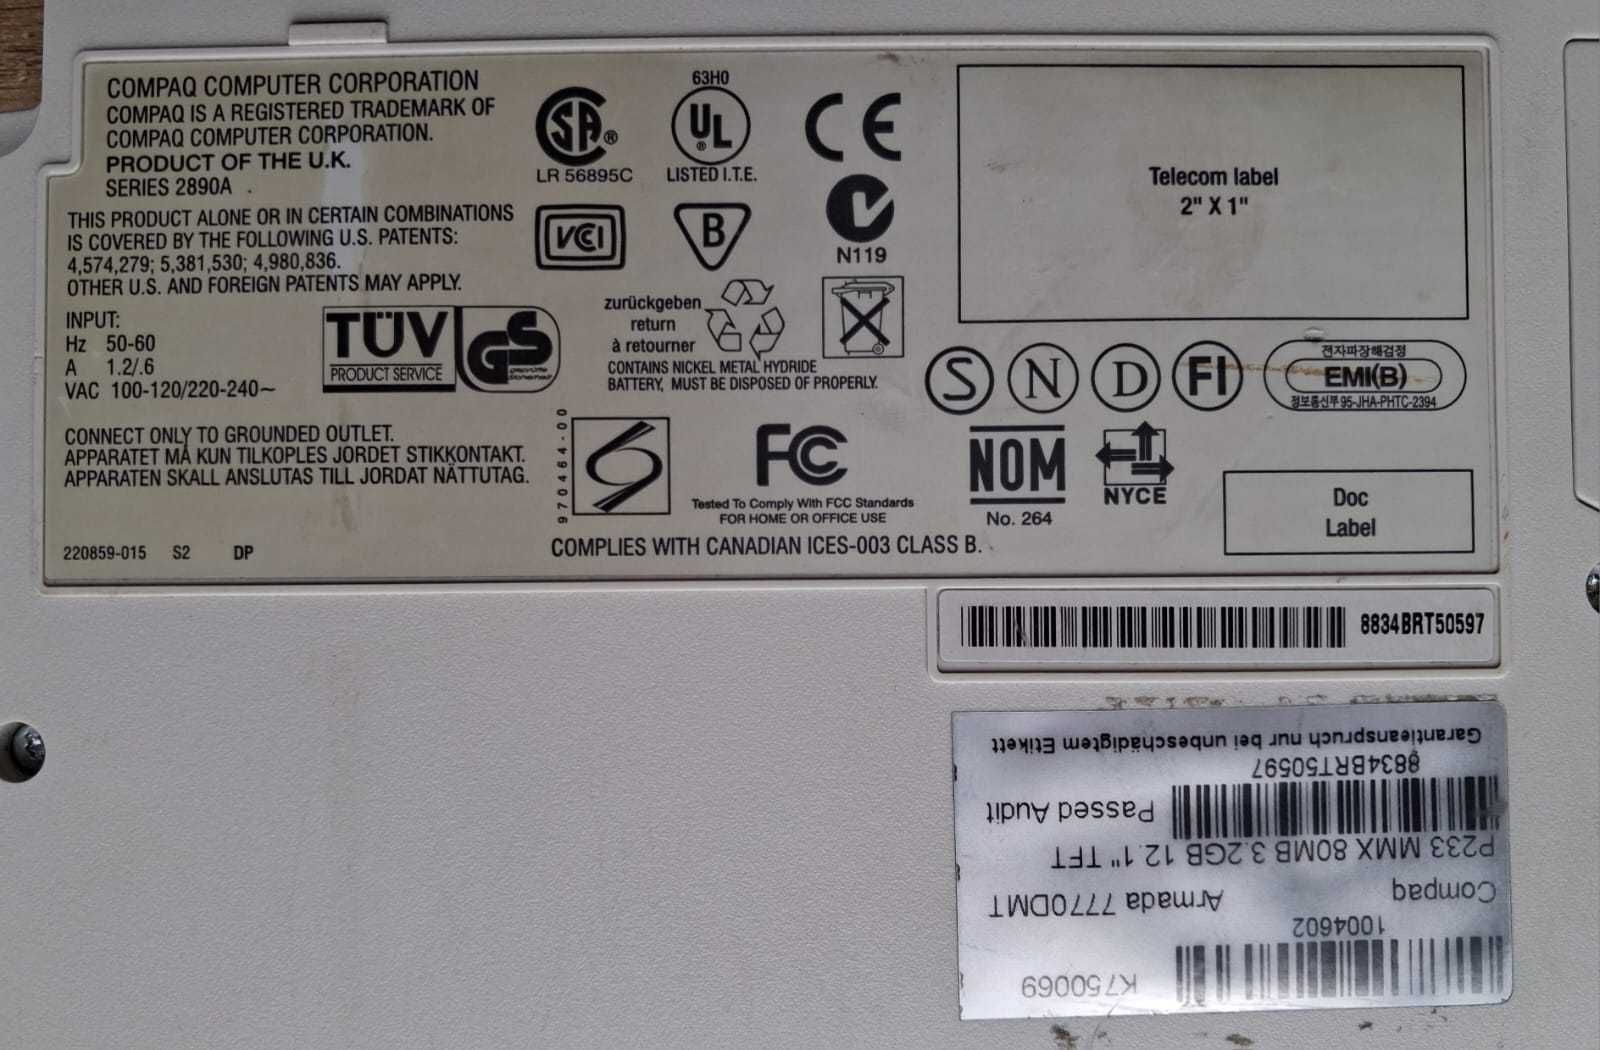 COMPAQ COMPUTER CORPORATION
COMPAQ IS A REGISTERED TRADEMARK OF
COMPAQ COMPUTER CORPORATION.
PRODUCT OF THE U.K.
SERIES 2890A
THIS PRODUCT ALONE OR IN CERTAIN COMBINATIONS
IS COVERED BY THE FOLLOWING U.S. PATENTS:
4,574,279; 5,381,530; 4,980,836.
OTHER U.S. AND FOREIGN PATENTS MAY APPLY.
INPUT:
Hz 50-60
A 1.2/.6
VAC 100-120/220-240~
CONNECT ONLY TO GROUNDED OUTLET.
APPARATET MÅ KUN TILKOPLES JORDET STIKKONTAKT.
APPARATEN SKALL ANSLUTAS TILL JORDAT NÄTTUTAG.
220859-015 S2 DP
TÜV
PRODUCT SERVICE
GS
geprüfte
Sicherheit
SA®
LR 56895C
63H0
UL
®
LISTED I.T.E.
CE
VCI
B
N119
zurückgeben
return
à retourner
CONTAINS NICKEL METAL HYDRIDE
BATTERY, MUST BE DISPOSED OF PROPERLY.
970464-00
FC
Tested To Comply With FCC Standards
FOR HOME OR OFFICE USE
COMPLIES WITH CANADIAN ICES-003 CLASS B.
Telecom label
2" X 1"
S N D FI
전자파장해검정
EMI(B)
정보통신부 95-JHA-PHTC-2394
NOM
No. 264
NYCE
Doc
Label
8834BRT50597
K750069
1004602
Compaq Armada 7770DMT
P233 MMX 80MB 3.2GB 12.1" TFT
Passed Audit
8834BRT50597
Garantieanspruch nur bei unbeschädigtem Etikett